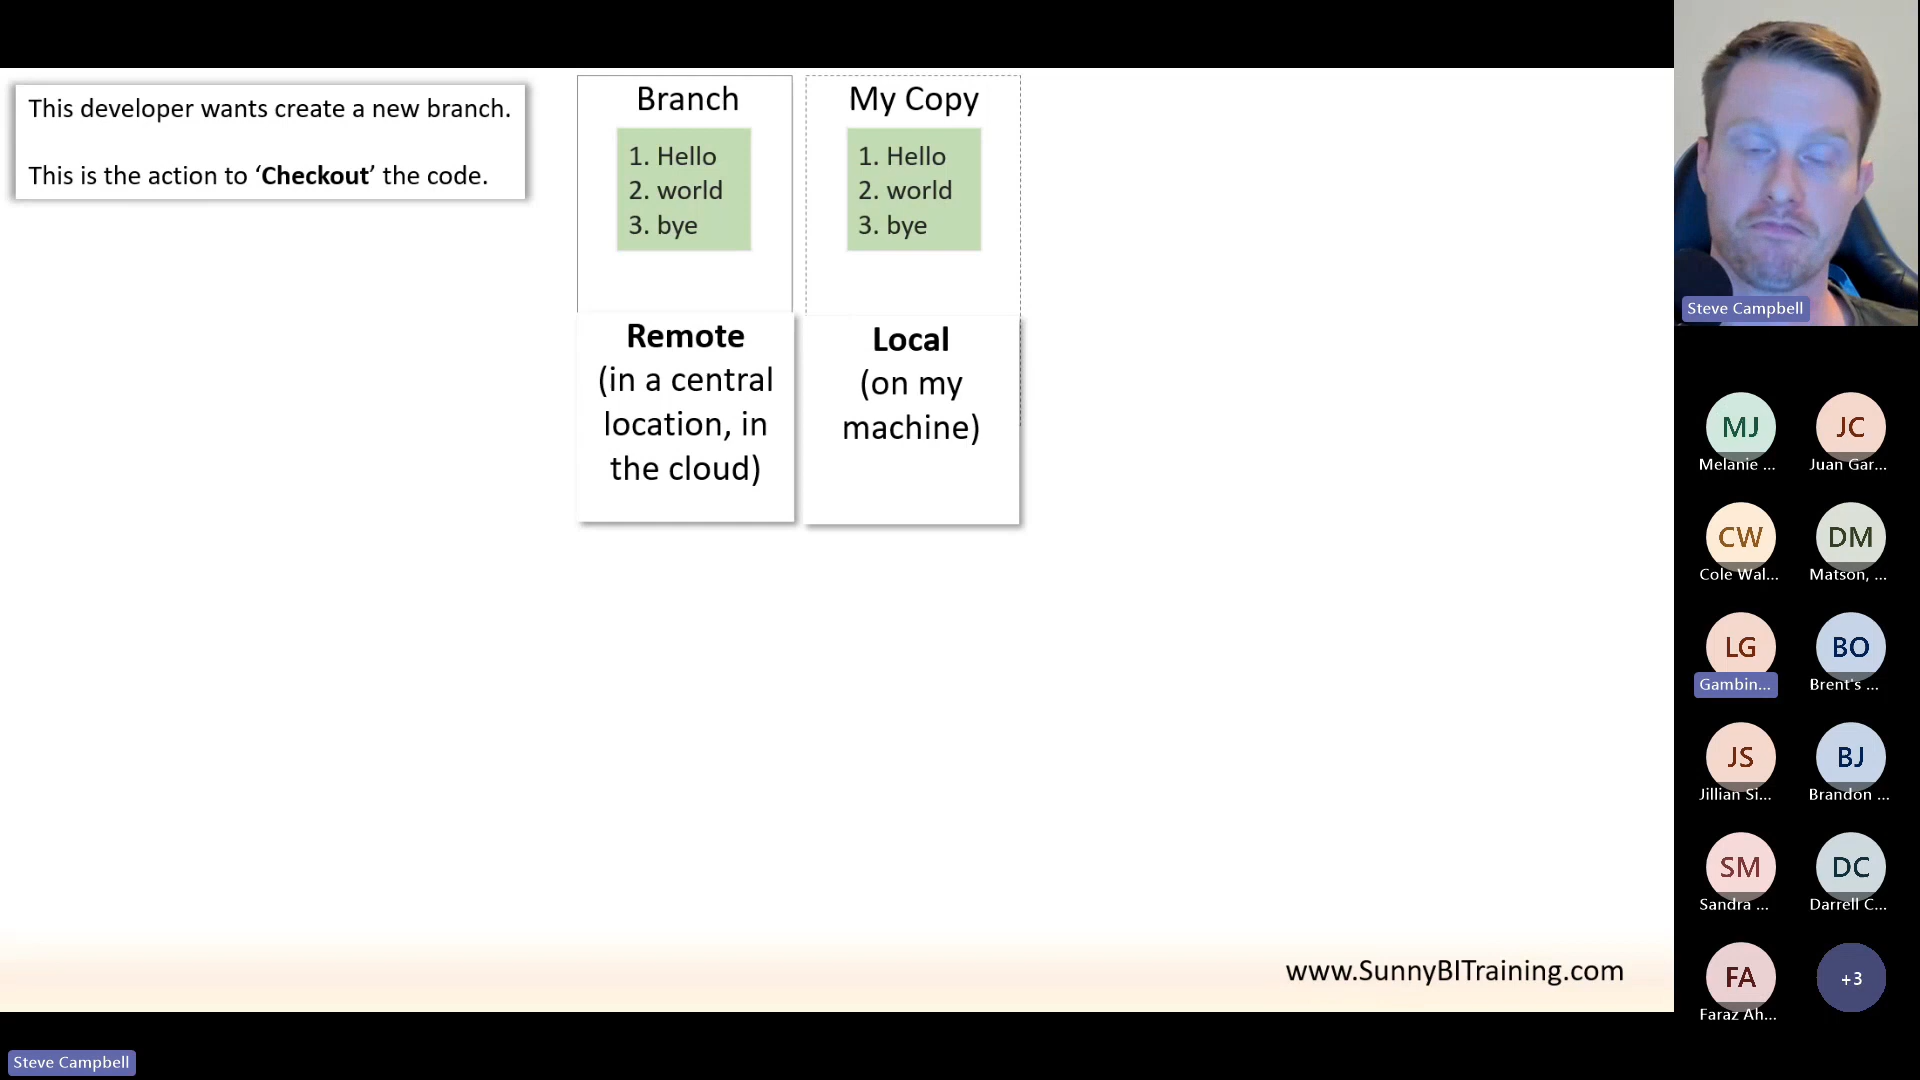 This developer wants create a new branch.
This is the action to ‘Checkout’ the code.
Branch
1. Hello
2. world
3. bye
Remote
(in a central
location, in
the cloud)
My Copy
1. Hello
2. world
3. bye
Local
(on my
machine)
www.SunnyBITraining.com
Steve Campbell
Steve Campbell
MJ
Melanie ...
JC
Juan Gar...
CW
Cole Wal...
DM
Matson, ...
LG
Gambin...
BO
Brent's ...
JS
Jillian Si...
BJ
Brandon ...
SM
Sandra ...
DC
Darrell C...
FA
Faraz Ah...
+3